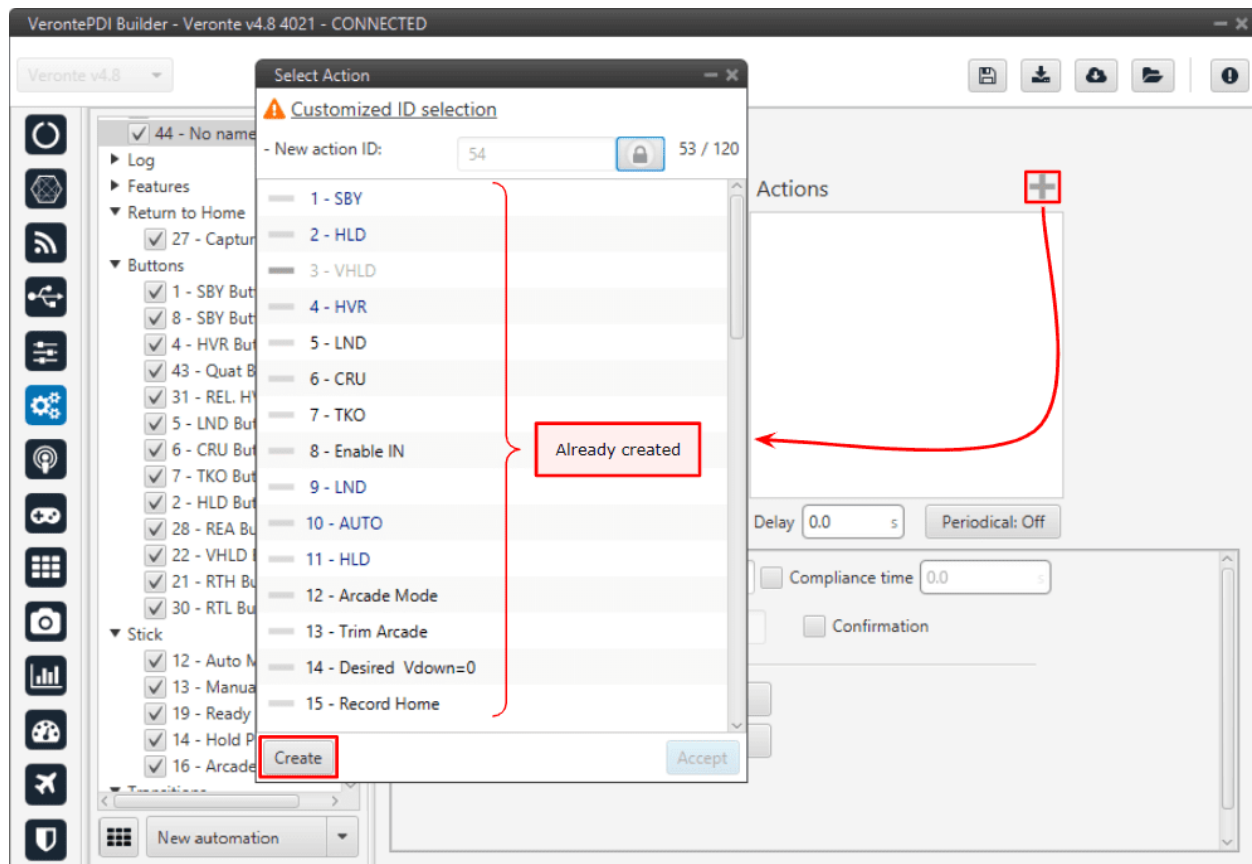 VerontePDI Builder - Veronte v4.8 4021 - CONNECTED
Veronte v4.8
Select Action
Customized ID selection
- New action ID:
54
53 / 120
1 - SBY
2 - HLD
3 - VHLD
4 - HVR
5 - LND
6 - CRU
7 - TKO
8 - Enable IN
9 - LND
10 - AUTO
11 - HLD
12 - Arcade Mode
13 - Trim Arcade
14 - Desired Vdown=0
15 - Record Home
Already created
Create
Accept
44 - No name
Log
Features
Return to Home
27 - Captur
Buttons
1 - SBY But
8 - SBY But
4 - HVR But
43 - Quat B
31 - REL. H
5 - LND But
6 - CRU But
7 - TKO But
2 - HLD But
28 - REA Bu
22 - VHLD
21 - RTH Bu
30 - RTL Bu
Stick
12 - Auto M
13 - Manua
19 - Ready
14 - Hold P
16 - Arcade
Transitions
New automation
Actions
Delay
0.0
s
Periodical: Off
Compliance time
0.0
s
Confirmation